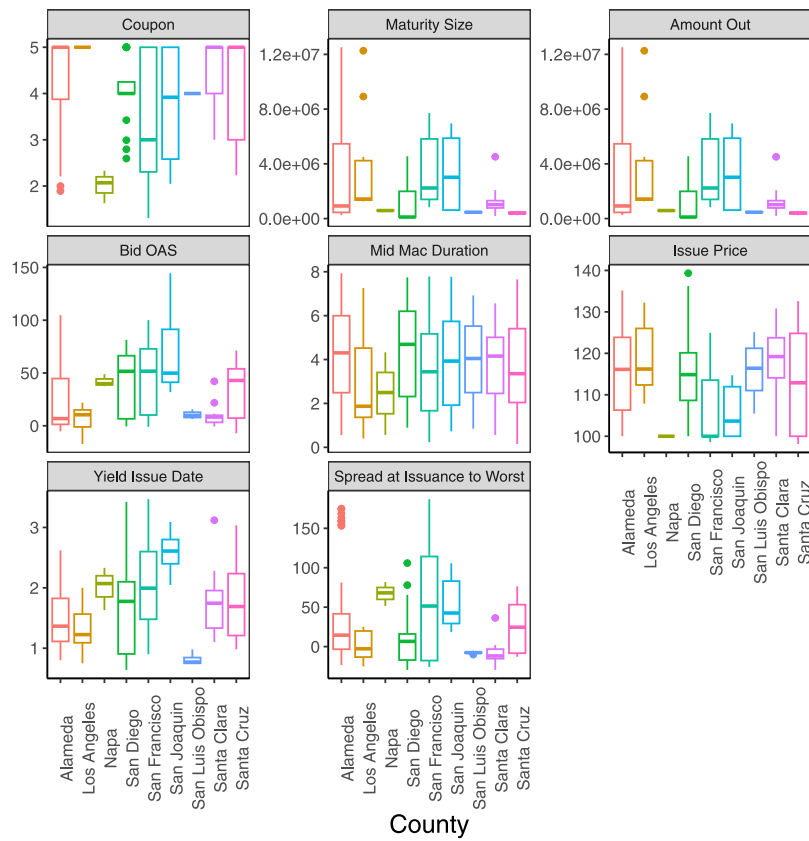 Coupon
Maturity Size
Amount Out
5
4
3
2
1.2e+07
8.0e+06
4.0e+06
0.0e+00
1.2e+07
8.0e+06
4.0e+06
0.0e+00
Bid OAS
Mid Mac Duration
Issue Price
150
100
50
0
8
6
4
2
0
140
130
120
110
100
Yield Issue Date
Spread at Issuance to Worst
3
2
1
150
100
50
0
Alameda
Los Angeles
Napa
San Diego
San Francisco
San Joaquin
San Luis Obispo
Santa Clara
Santa Cruz
Alameda
Los Angeles
Napa
San Diego
San Francisco
San Joaquin
San Luis Obispo
Santa Clara
Santa Cruz
Alameda
Los Angeles
Napa
San Diego
San Francisco
San Joaquin
San Luis Obispo
Santa Clara
Santa Cruz
County